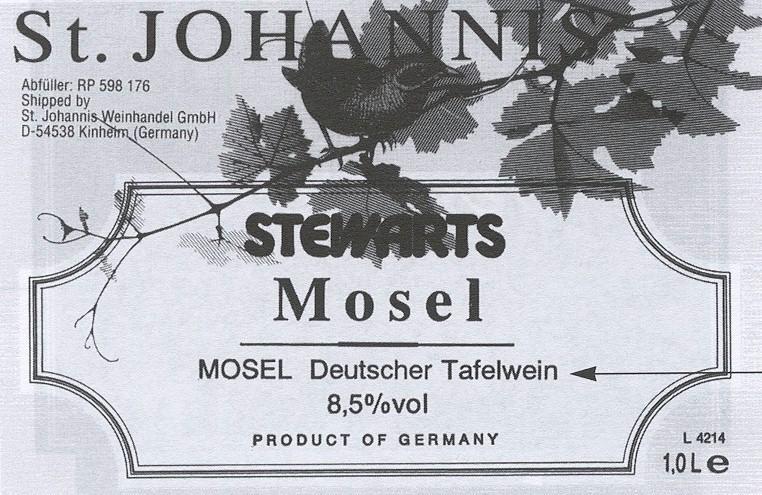 St. JOHANNIS
Abfüller: RP 598 176
Shipped by
St. Johannis Weinhandel GmbH
D-54538 Kinheim (Germany)
STEWARTS
Mosel
MOSEL Deutscher Tafelwein
8,5%vol
PRODUCT OF GERMANY
L 4214
1,0 L e